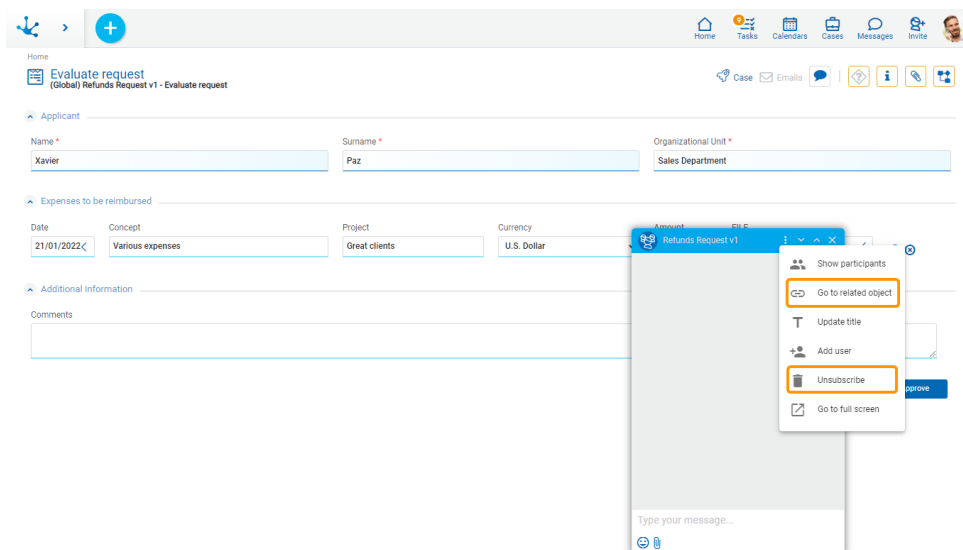 9
Home Tasks Calendars Cases Messages Invite
Home
Evaluate request
(Global) Refunds Request v1 - Evaluate request
Case Emails
Applicant
Name * Surname * Organizational Unit *
Xavier Paz Sales Department
Expenses to be reimbursed
Date Concept Project Currency Amount FILE
21/01/2022 Various expenses Great clients U.S. Dollar
Refunds Request v1
Show participants
Additional Information
Go to related object
Comments
Update title
Add user
Unsubscribe
pprove
Go to full screen
Type your message...